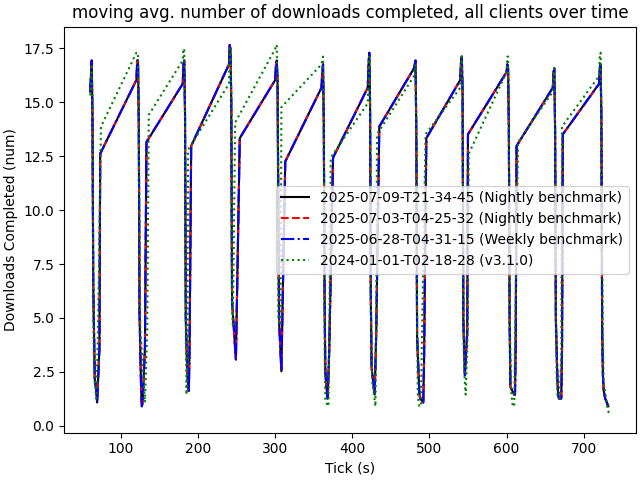 moving avg. number of downloads completed, all clients over time
17.5
15.0
12.5
10.0
7.5
5.0
2.5
0.0
Downloads Completed (num)
2025-07-09-T21-34-45 (Nightly benchmark)
2025-07-03-T04-25-32 (Nightly benchmark)
2025-06-28-T04-31-15 (Weekly benchmark)
2024-01-01-T02-18-28 (v3.1.0)
100 200 300 400 500 600 700
Tick (s)